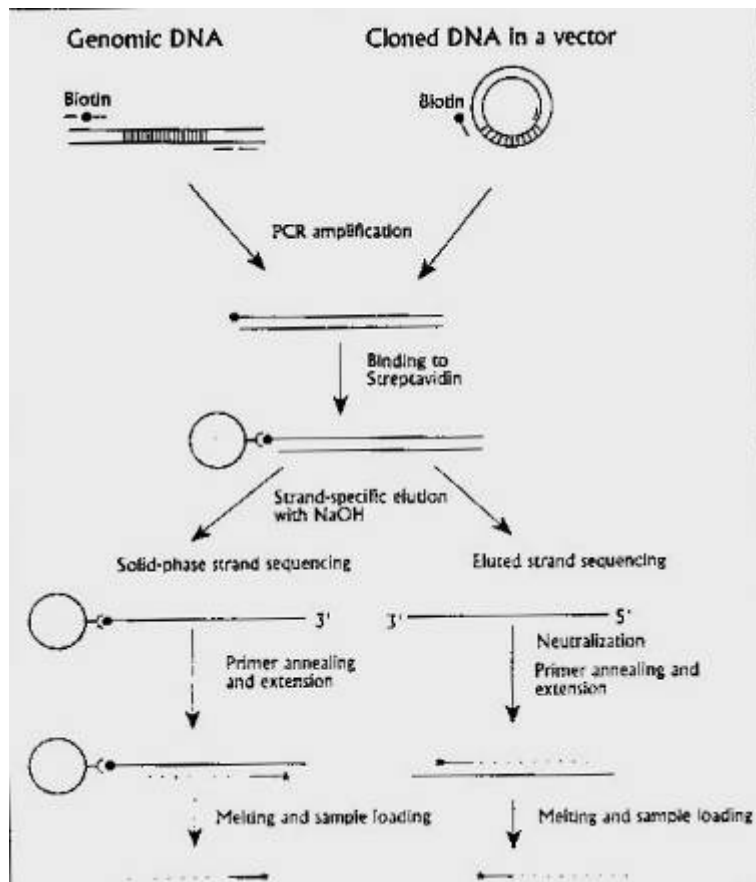 Genomic DNA
Cloned DNA in a vector
Biotin
Biotin
PCR amplification
Binding to
Streptavidin
Strand-specific elution
with NaOH
Solid-phase strand sequencing
Eluted strand sequencing
3'
3'
5'
Neutralization
Primer annealing
and extension
Primer annealing and
extension
Melting and sample loading
Melting and sample loading